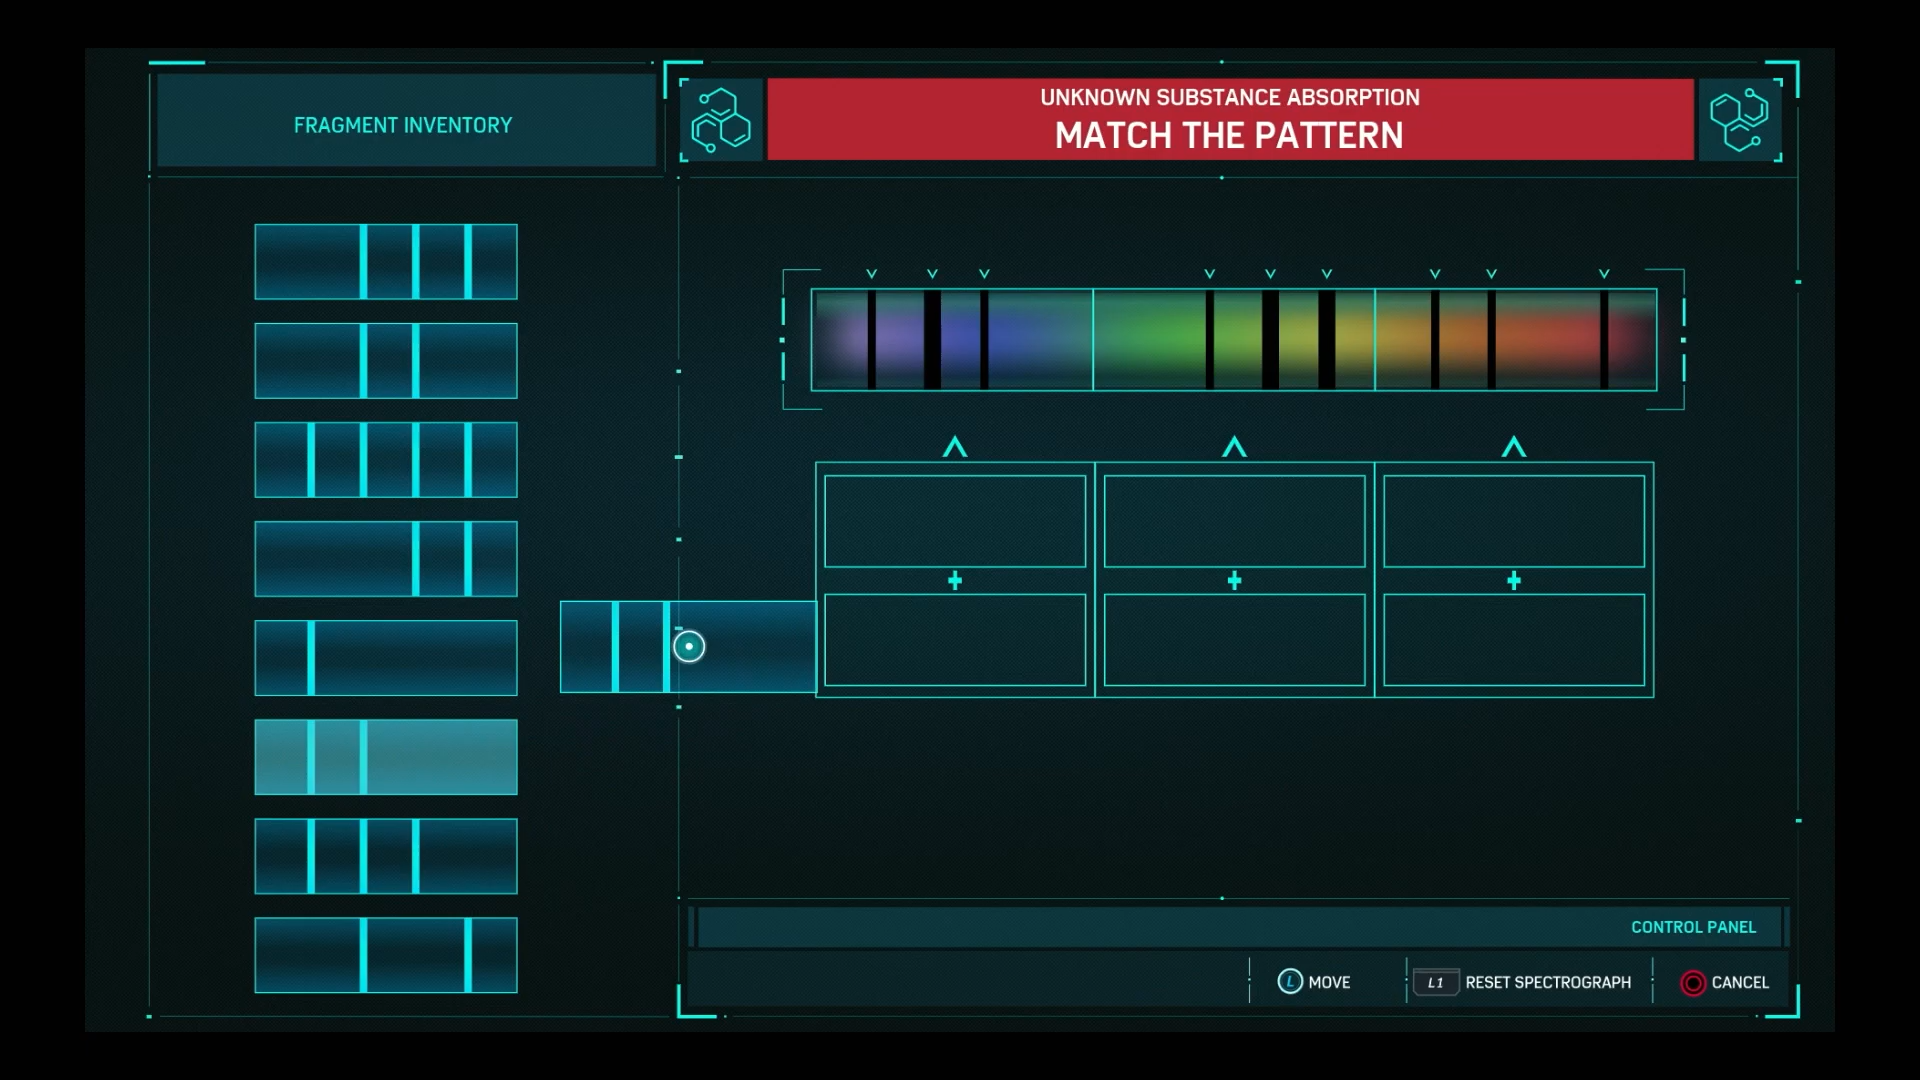 FRAGMENT INVENTORY
UNKNOWN SUBSTANCE ABSORPTION
MATCH THE PATTERN
CONTROL PANEL
L MOVE
L1 RESET SPECTROGRAPH
CANCEL